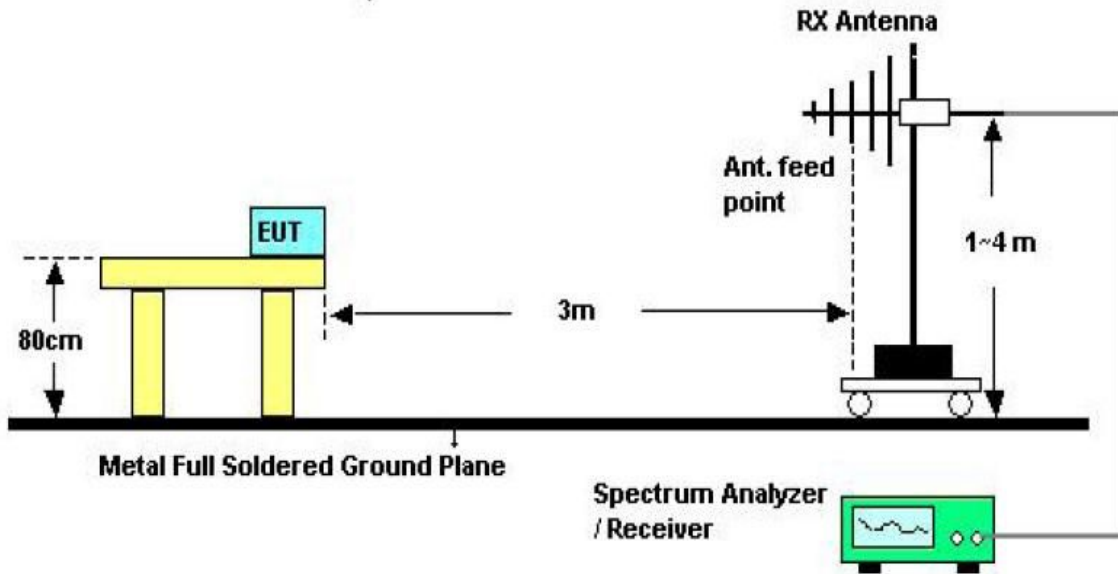 RX Antenna
Ant. feed
point
EUT
1~4 m
3m
80cm
Metal Full Soldered Ground Plane
Spectrum Analyzer
/ Receiver